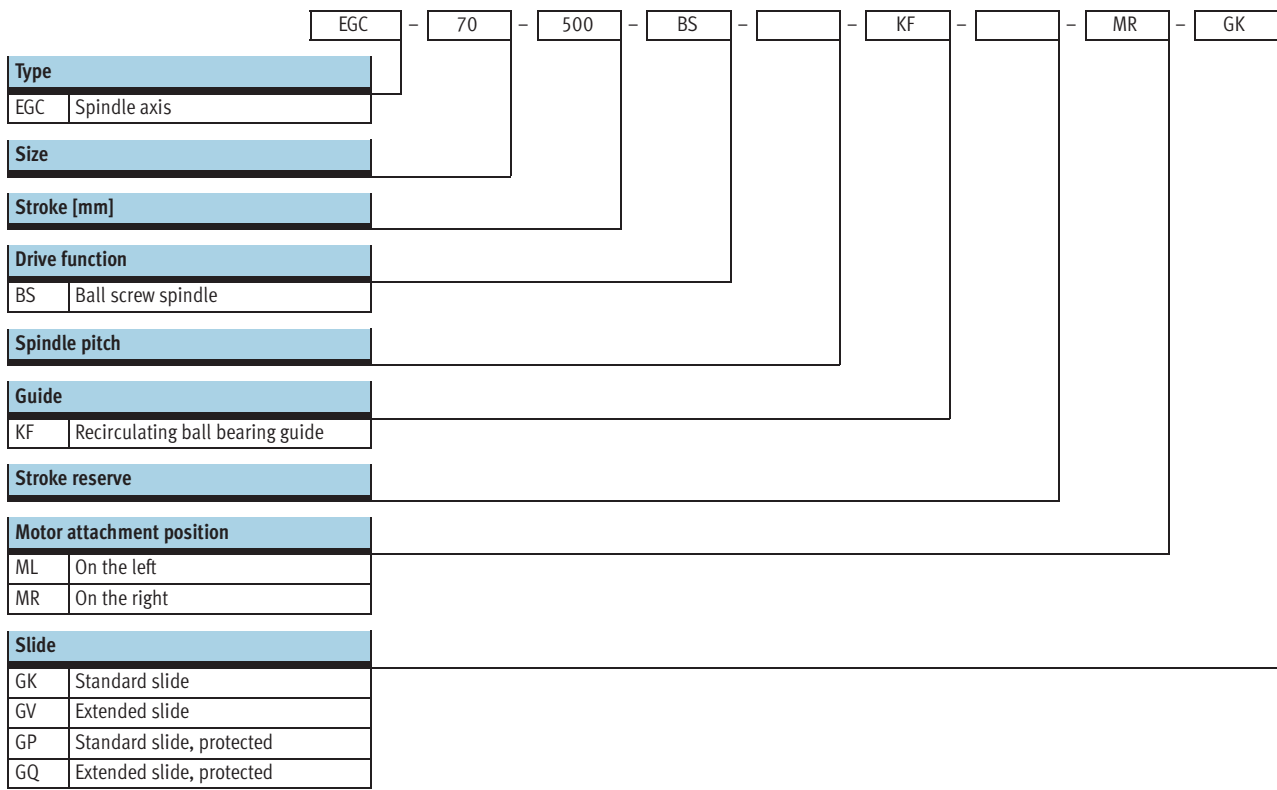 EGC – 70 – 500 – BS – – KF – – MR – GK
Type
EGC Spindle axis
Size
Stroke [mm]
Drive function
BS Ball screw spindle
Spindle pitch
Guide
KF Recirculating ball bearing guide
Stroke reserve
Motor attachment position
ML On the left
MR On the right
Slide
GK Standard slide
GV Extended slide
GP Standard slide, protected
GQ Extended slide, protected